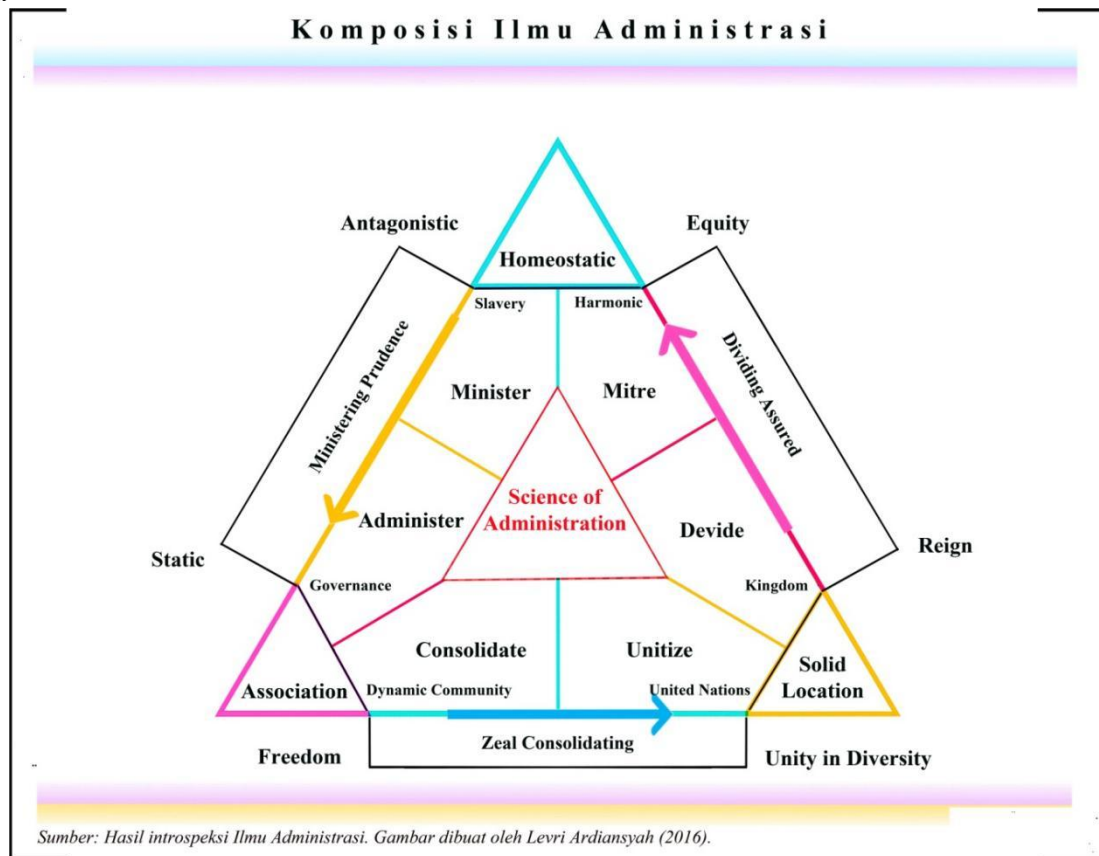 Komposisi Ilmu Administrasi
Antagonistic
Equity
Homeostatic
Slavery
Harmonic
Ministering Prudence
Dividing Assured
Minister
Mitre
Science of
Administration
Administer
Devide
Static
Reign
Governance
Kingdom
Consolidate
Unitize
Solid
Location
Association
Dynamic Community
United Nations
Zeal Consolidating
Freedom
Unity in Diversity
Sumber: Hasil introspeksi Ilmu Administrasi. Gambar dibuat oleh Levri Ardiansyah (2016).